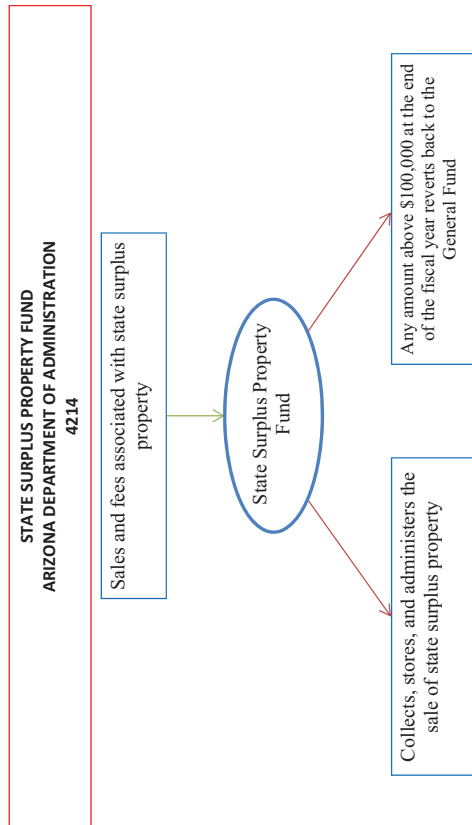 STATE SURPLUS PROPERTY FUND
ARIZONA DEPARTMENT OF ADMINISTRATION
4214
Sales and fees associated with state surplus
property
State Surplus Property
Fund
Collects, stores, and administers the
sale of state surplus property
Any amount above $100,000 at the end
of the fiscal year reverts back to the
General Fund